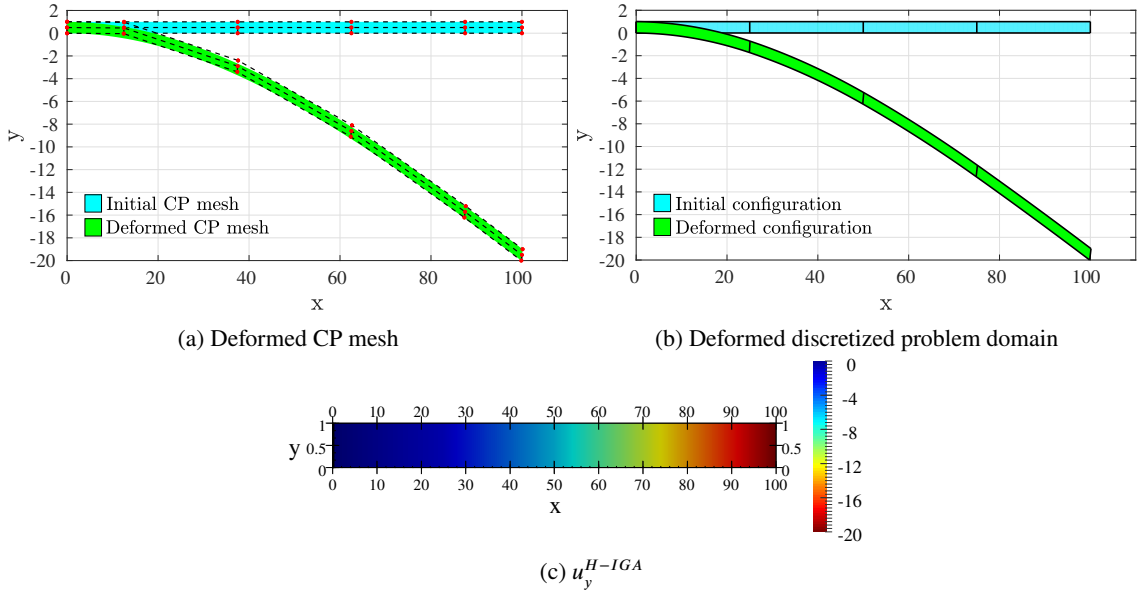 2
0
-2
-4
-6
-8
-10
-12
-14
-16
-18
-20
y
Initial CP mesh
Deformed CP mesh
0 20 40 60 80 100
x
(a) Deformed CP mesh
2
0
-2
-4
-6
-8
-10
-12
-14
-16
-18
-20
y
Initial configuration
Deformed configuration
0 20 40 60 80 100
x
(b) Deformed discretized problem domain
0 10 20 30 40 50 60 70 80 90 100
1 1
y 0.5 0.5
0 0
0 10 20 30 40 50 60 70 80 90 100
x
0
-4
-8
-12
-16
-20
(c) u_y^{H-IGA}